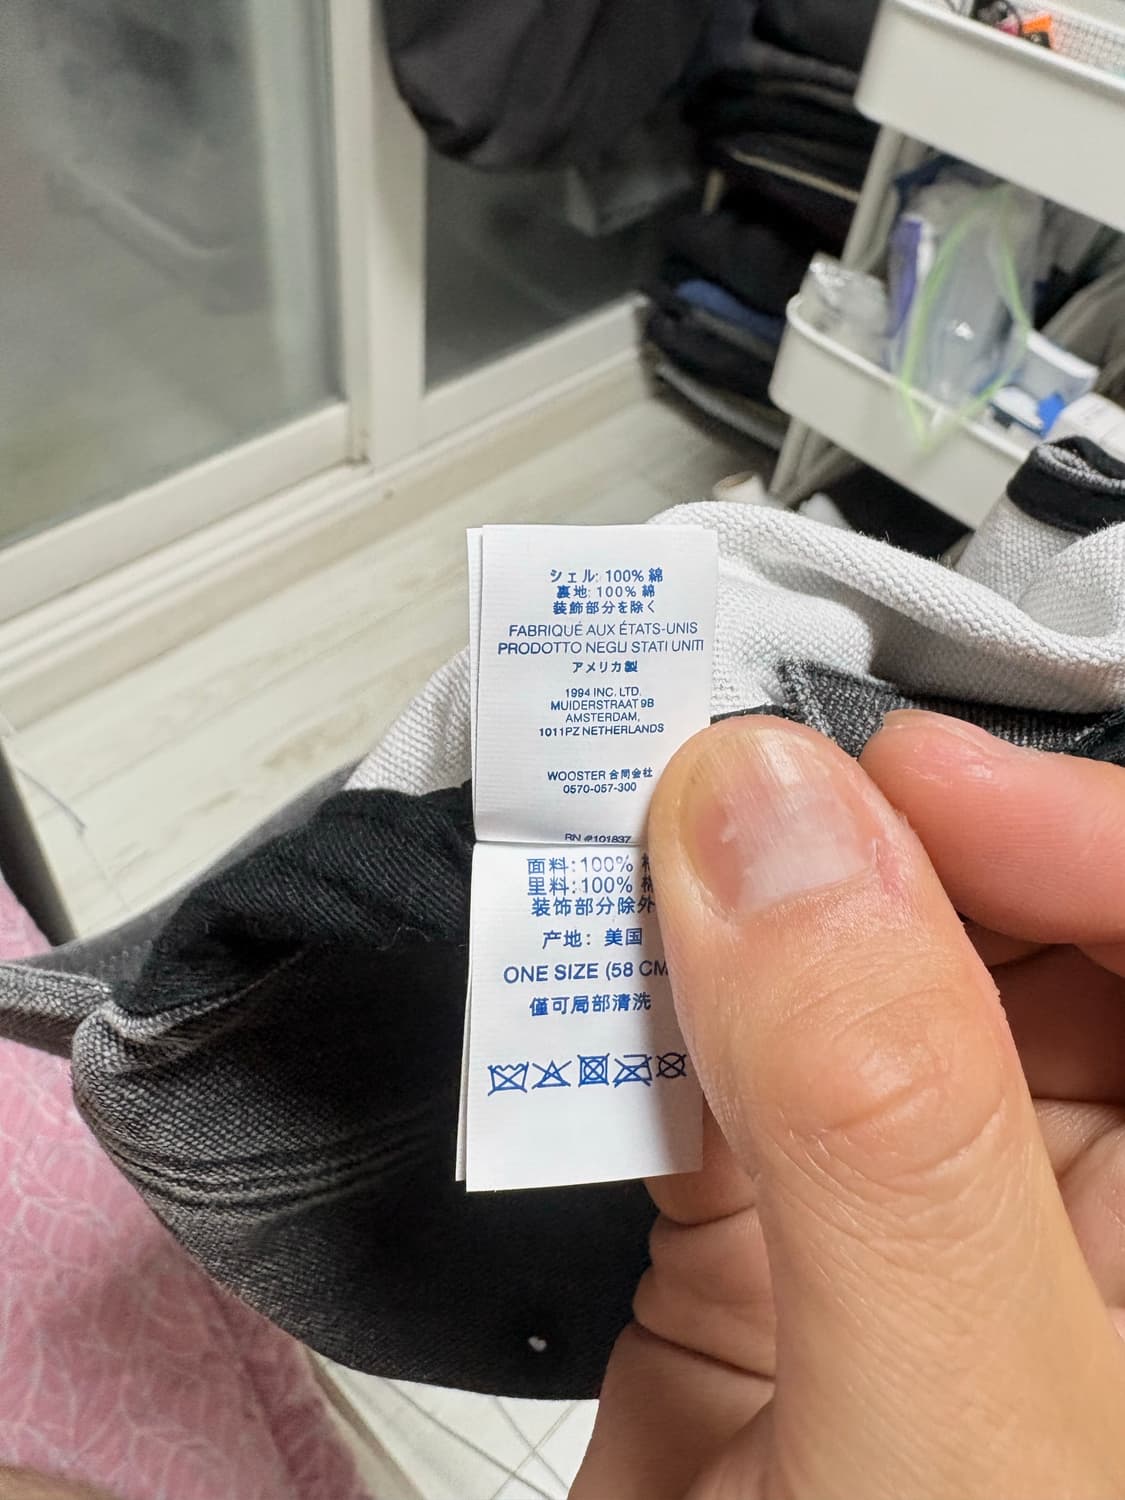 シェル: 100% 綿
裏地: 100% 綿
装飾部分を除く
FABRIQUÉ AUX ÉTATS-UNIS
PRODOTTO NEGLI STATI UNITI
アメリカ製
1994 INC. LTD.
MUIDERSTRAAT 9B
AMSTERDAM,
1011PZ NETHERLANDS
WOOSTER 合同会社
0570-057-300
RN #101837
面料: 100%
里料: 100%
装饰部分除外
产地: 美国
ONE SIZE (58 CM
僅可局部清洗